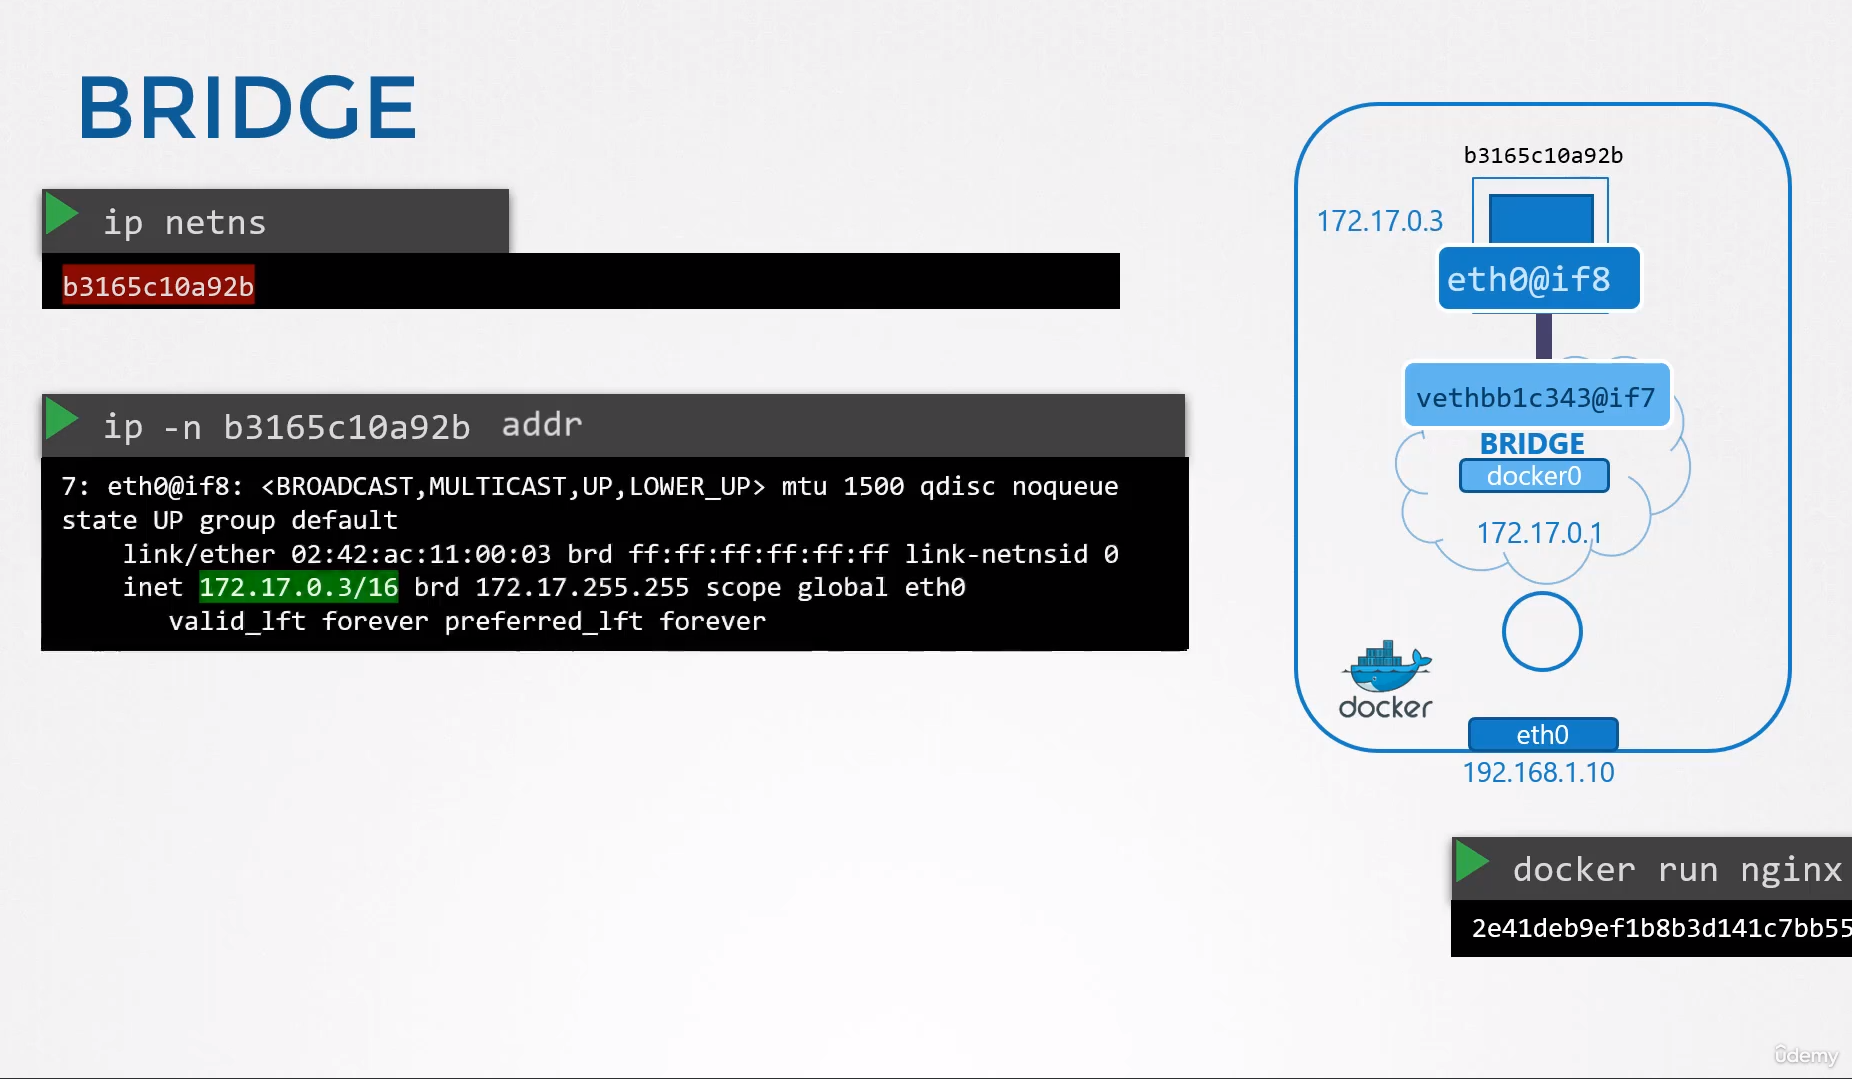 BRIDGE
ip netns
b3165c10a92b
ip -n b3165c10a92b addr
7: eth0@if8: <BROADCAST,MULTICAST,UP,LOWER_UP> mtu 1500 qdisc noqueue
state UP group default
link/ether 02:42:ac:11:00:03 brd ff:ff:ff:ff:ff:ff link-netnsid 0
inet 172.17.0.3/16 brd 172.17.255.255 scope global eth0
valid_lft forever preferred_lft forever
b3165c10a92b
172.17.0.3
eth0@if8
vethbb1c343@if7
BRIDGE
docker0
172.17.0.1
docker
eth0
192.168.1.10
docker run nginx
2e41deb9ef1b8b3d141c7bb55
ûdemy